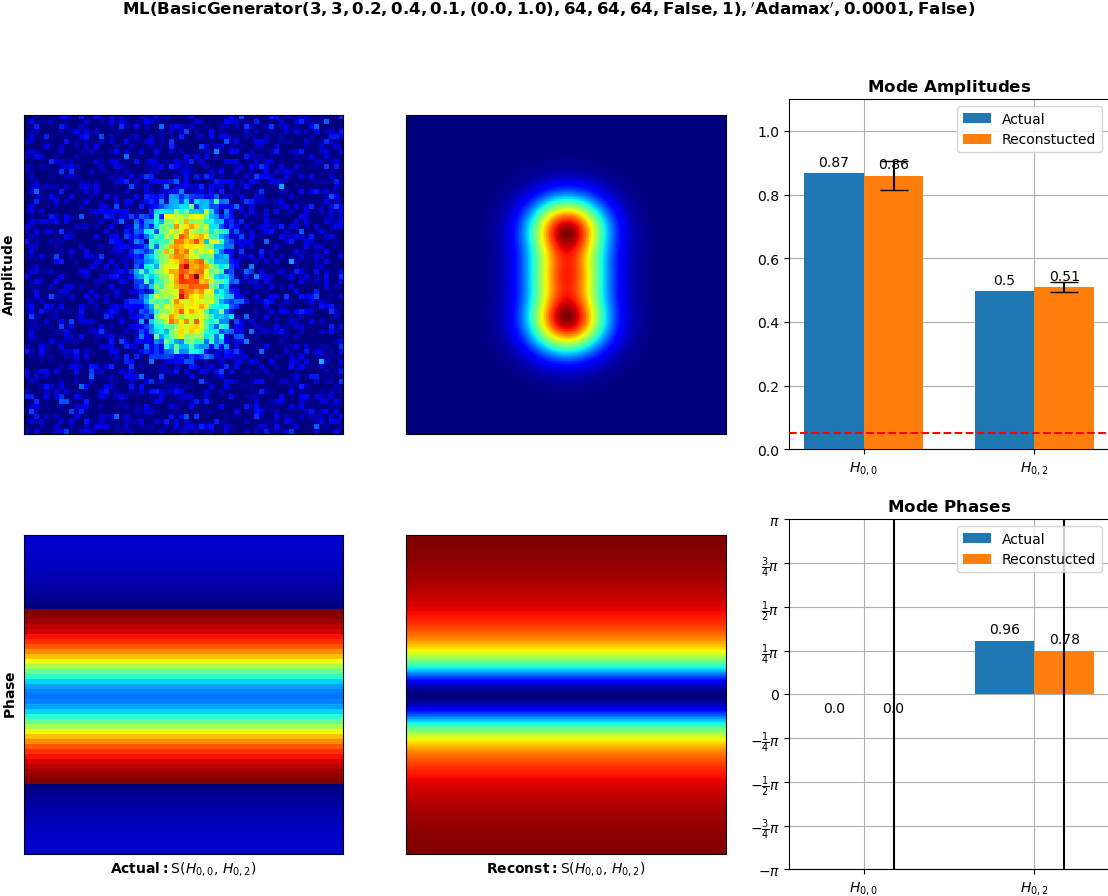 ML(BasicGenerator(3, 3, 0.2, 0.4, 0.1, (0.0, 1.0), 64, 64, 64, False, 1), ′Adamax′, 0.0001, False)
Amplitude
Mode Amplitudes
Actual
Reconstucted
1.0
0.8
0.6
0.4
0.2
0.0
0.87
0.86
0.5
0.51
H0,0
H0,2
Phase
Actual: S(H0,0, H0,2)
Reconst: S(H0,0, H0,2)
Mode Phases
Actual
Reconstucted
π
3/4π
1/2π
1/4π
0
−1/4π
−1/2π
−3/4π
−π
0.0
0.0
0.96
0.78
H0,0
H0,2